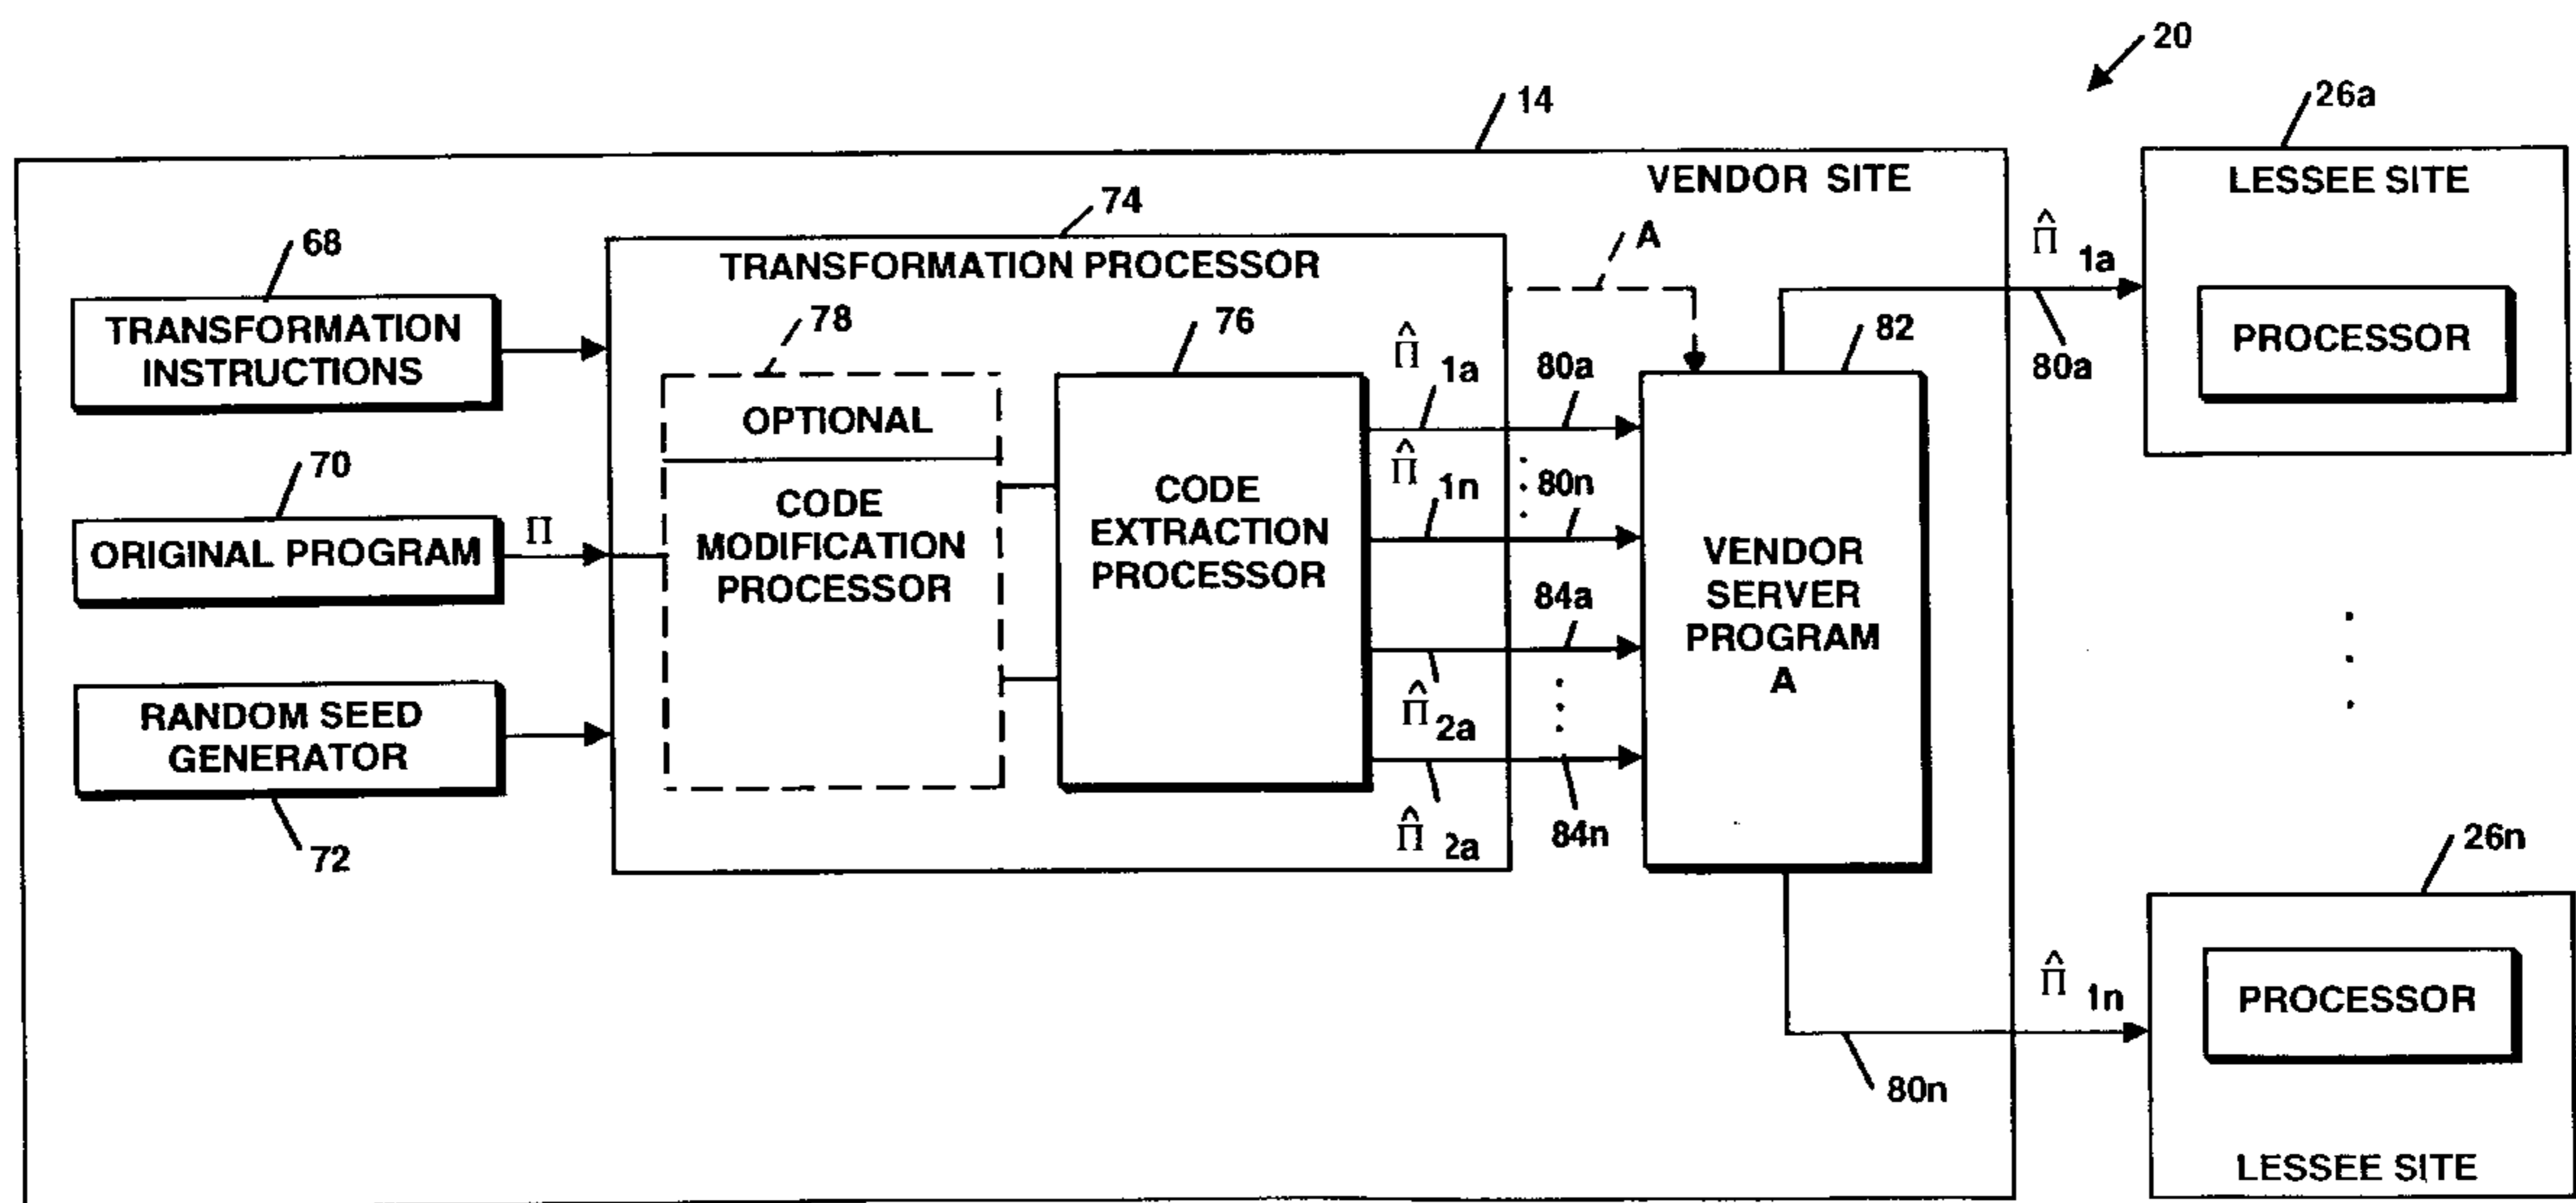 20
14
26a
VENDOR SITE
LESSEE SITE
PROCESSOR
Π̂ 1a
80a
74
TRANSFORMATION PROCESSOR
A
68
TRANSFORMATION
INSTRUCTIONS
70
ORIGINAL PROGRAM
Π
RANDOM SEED
GENERATOR
72
78
OPTIONAL
CODE
MODIFICATION
PROCESSOR
76
CODE
EXTRACTION
PROCESSOR
Π̂ 1a
80a
Π̂ 1n
80n
84a
Π̂ 2a
Π̂ 2a
84n
82
VENDOR
SERVER
PROGRAM
A
26n
Π̂ 1n
80n
PROCESSOR
LESSEE SITE